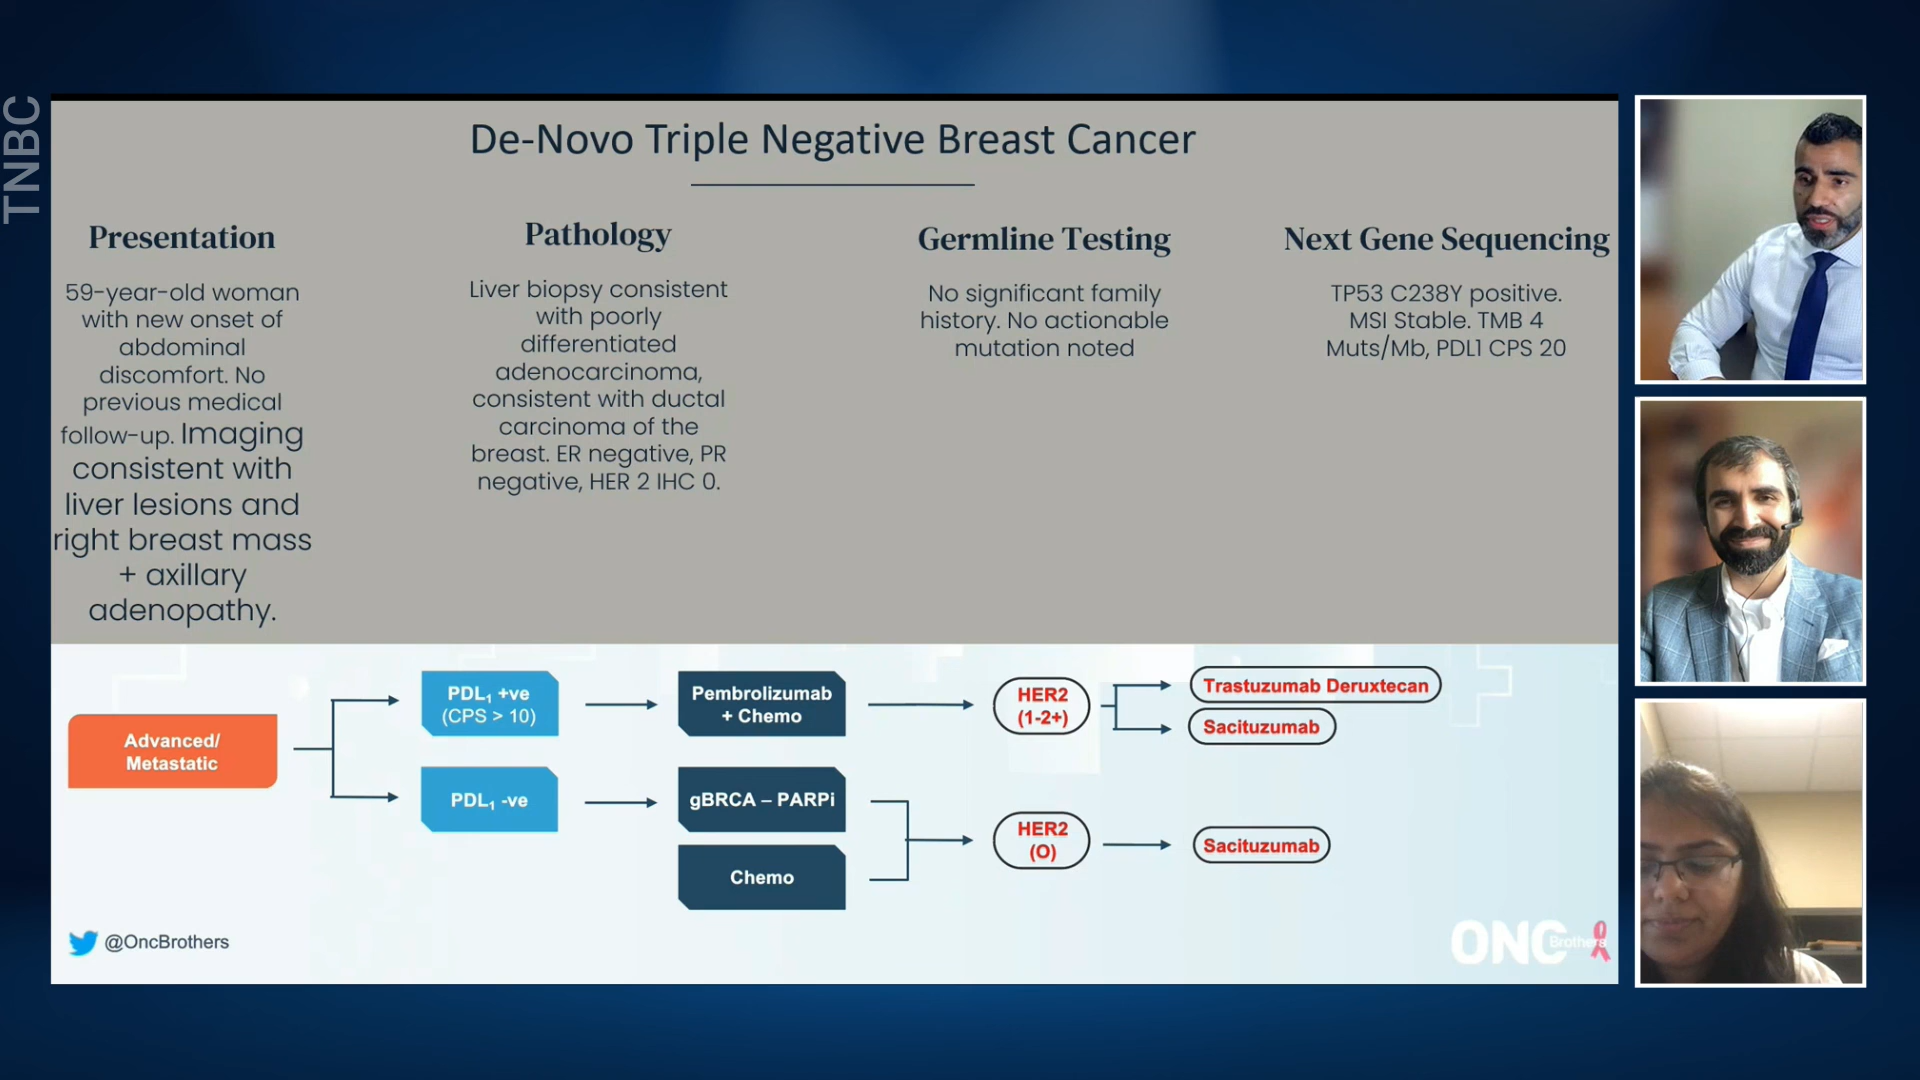 TNBC
De-Novo Triple Negative Breast Cancer
Presentation
59-year-old woman
with new onset of
abdominal
discomfort. No
previous medical
follow-up. Imaging
consistent with
liver lesions and
right breast mass
+ axillary
adenopathy.
Pathology
Liver biopsy consistent
with poorly
differentiated
adenocarcinoma,
consistent with ductal
carcinoma of the
breast. ER negative, PR
negative, HER 2 IHC 0.
Germline Testing
No significant family
history. No actionable
mutation noted
Next Gene Sequencing
TP53 C238Y positive.
MSI Stable. TMB 4
Muts/Mb, PDL1 CPS 20
Advanced/
Metastatic
PDL₁ +ve
(CPS > 10)
PDL₁ -ve
Pembrolizumab
+ Chemo
gBRCA – PARPi
Chemo
HER2
(1-2+)
HER2
(O)
Trastuzumab Deruxtecan
Sacituzumab
Sacituzumab
@OncBrothers
ONC
Brothers